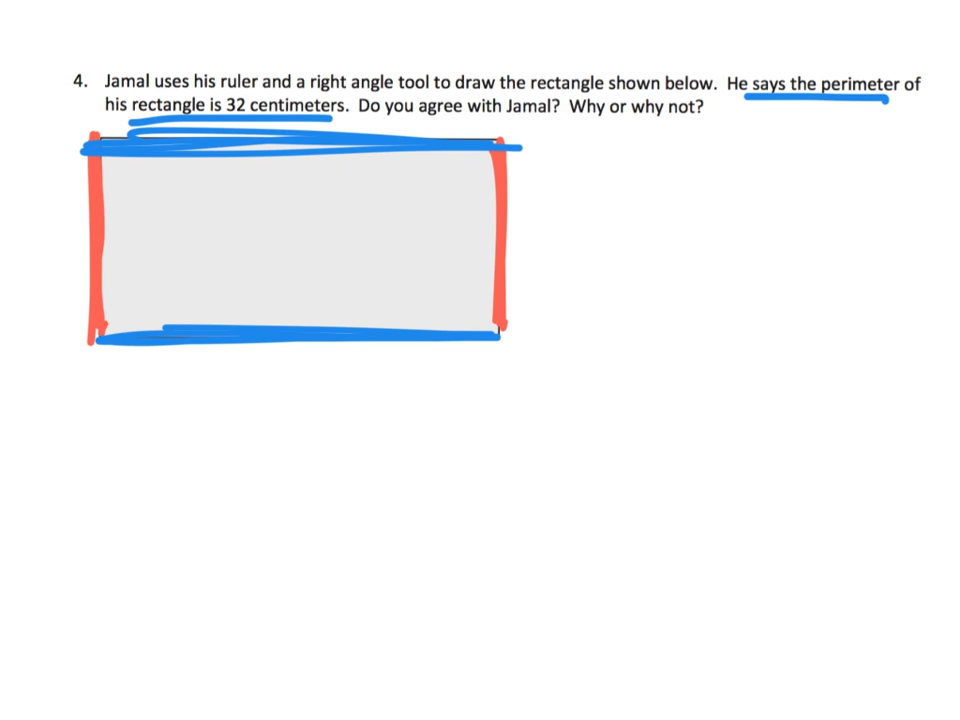 4. Jamal uses his ruler and a right angle tool to draw the rectangle shown below. He says the perimeter of
his rectangle is 32 centimeters. Do you agree with Jamal? Why or why not?